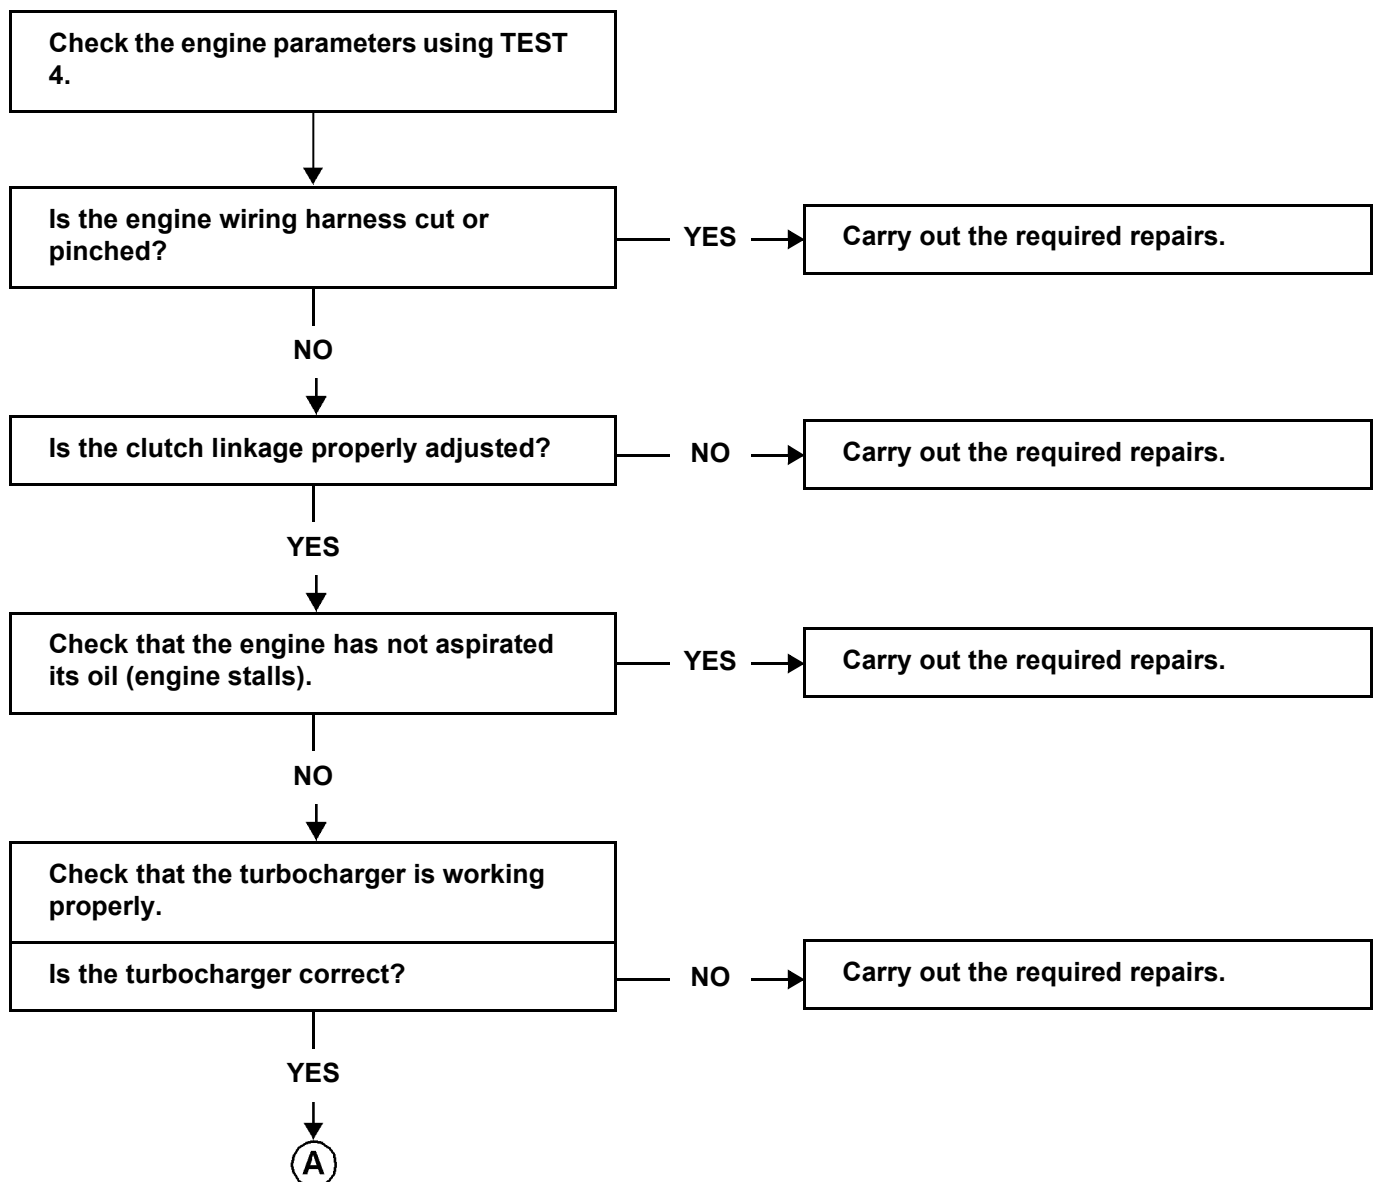 Check the engine parameters using TEST
4.
Is the engine wiring harness cut or
pinched?
YES
Carry out the required repairs.
NO
Is the clutch linkage properly adjusted?
NO
Carry out the required repairs.
YES
Check that the engine has not aspirated
its oil (engine stalls).
YES
Carry out the required repairs.
NO
Check that the turbocharger is working
properly.
Is the turbocharger correct?
NO
Carry out the required repairs.
YES
A